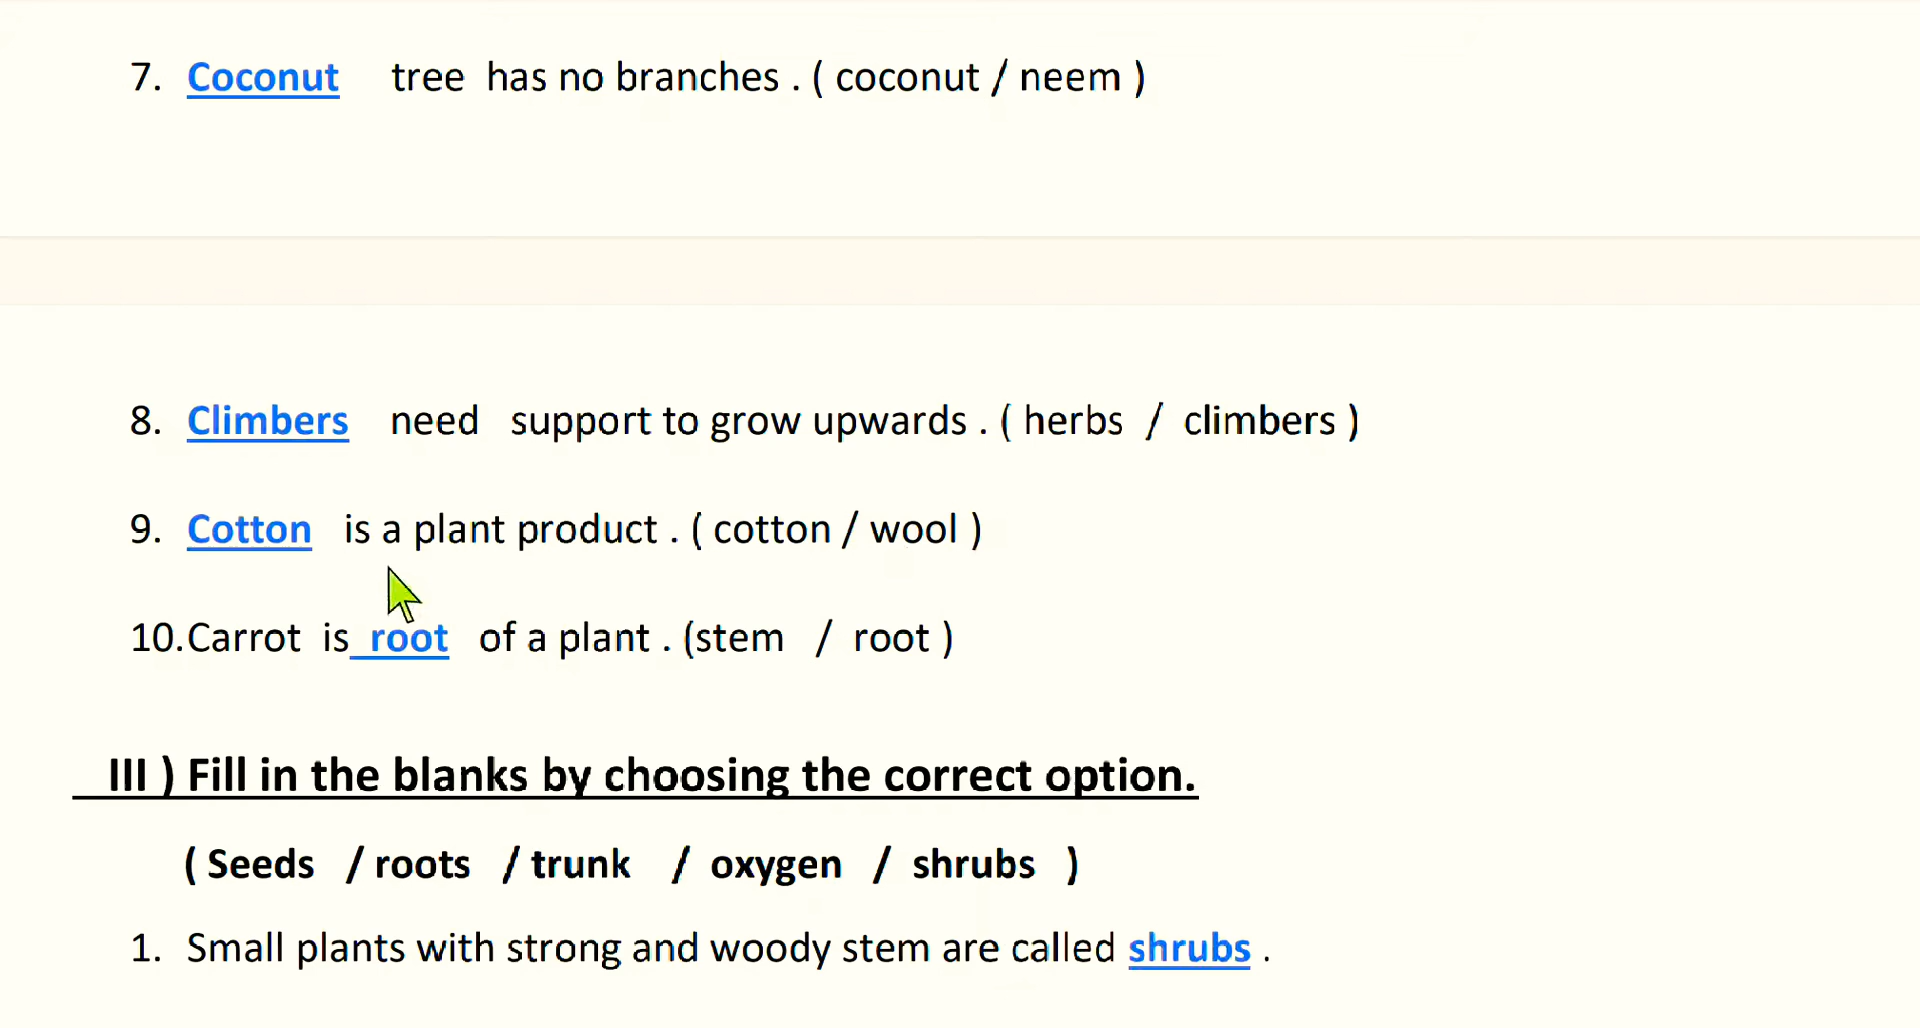 7. Coconut tree has no branches . ( coconut / neem )
8. Climbers need support to grow upwards . ( herbs / climbers )
9. Cotton is a plant product . ( cotton / wool )
10.Carrot is root of a plant . (stem / root )
III ) Fill in the blanks by choosing the correct option.
( Seeds / roots / trunk / oxygen / shrubs )
1. Small plants with strong and woody stem are called shrubs .